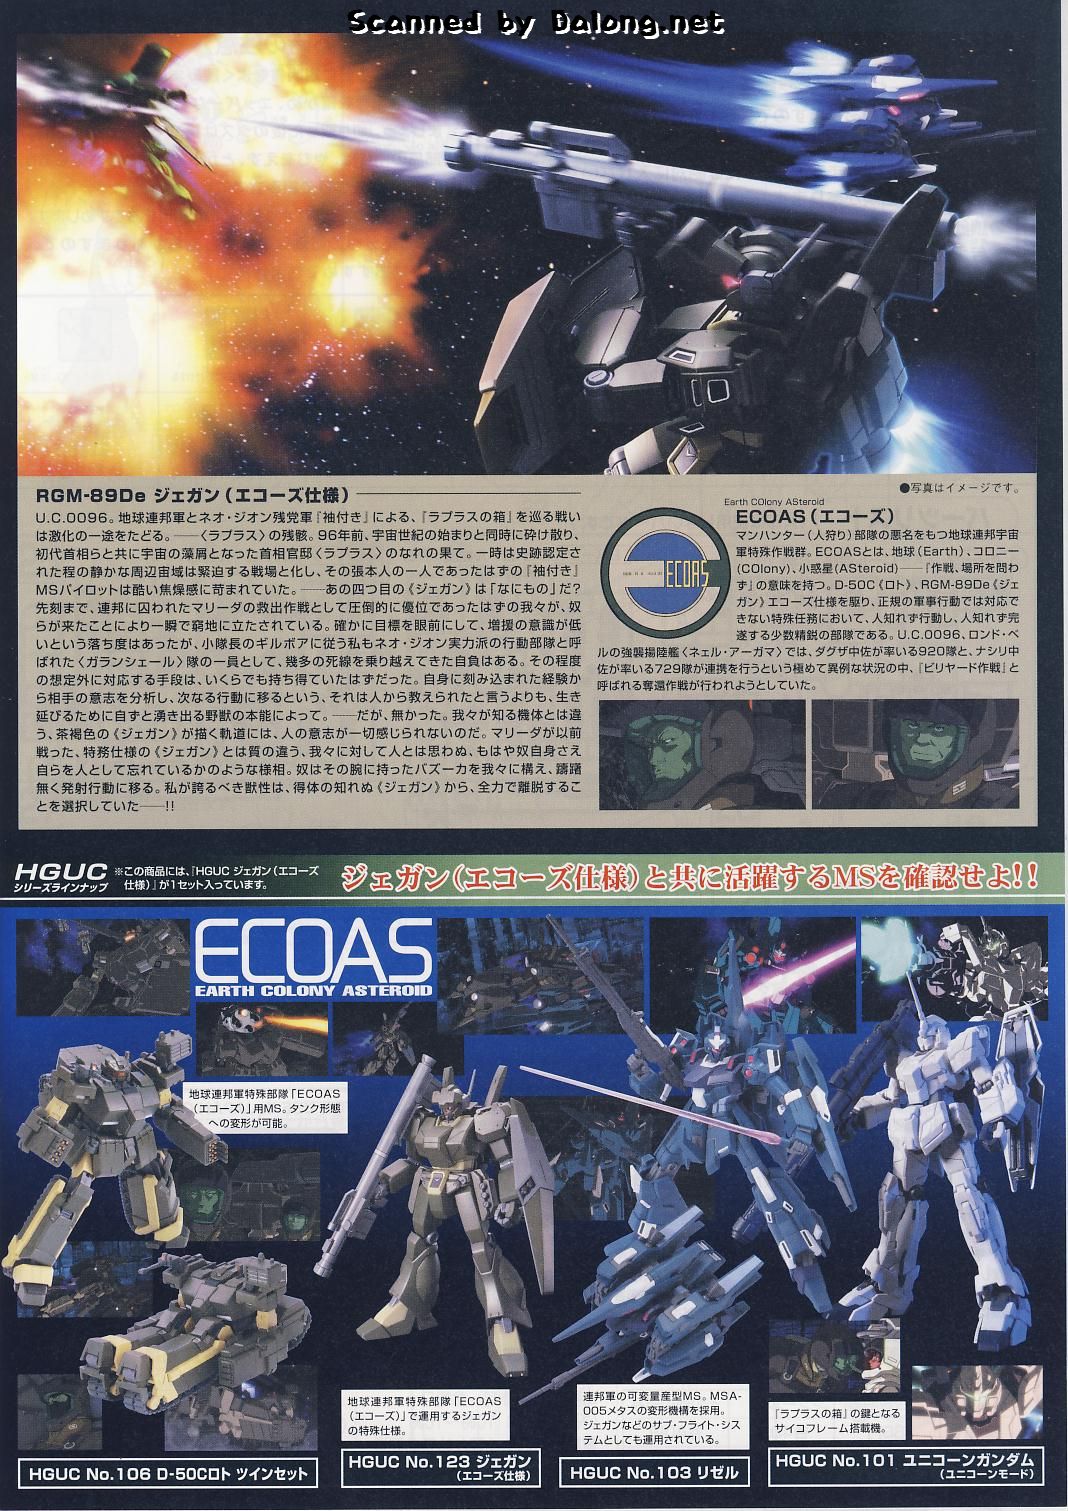 Scanned by Dalong.net
RGM-89De ジェガン（エコーズ仕様）
U.C.0096。地球連邦軍とネオ・ジオン残党軍『袖付き』による、『ラプラスの箱』を巡る戦い
は激化の一途をたどる。──〈ラプラス〉の残骸。96年前、宇宙世紀の始まりと同時に砕け散り、
初代首相らと共に宇宙の藻屑となった首相官邸〈ラプラス〉のなれの果て。一時は史跡認定さ
れた程の静かな周辺宙域は緊迫する戦場と化し、その張本人の一人であったはずの『袖付き』
MSパイロットは酷い焦燥感に苛まれていた。──あの四つ目の《ジェガン》は『なにもの』だ?
先刻まで、連邦に囚われたマリーダの救出作戦として圧倒的に優位であったはずの我々が、奴
らが来たことにより一瞬で窮地に立たされている。確かに目標を眼前にして、増援の意識が低
いという落ち度はあったが、小隊長のギルボアに従う私もネオ・ジオン実力派の行動部隊と呼
ばれた〈ガランシェール〉隊の一員として、幾多の死線を乗り越えてきた自負はある。その程度
の想定外に対応する手段は、いくらでも持ち得ていたはずだった。自身に刻み込まれた経験か
ら相手の意志を分析し、次なる行動に移るという、それは人から教えられたと言うよりも、生き
延びるために自ずと湧き出る野獣の本能によって。──だが、無かった。我々が知る機体とは違
う、茶褐色の《ジェガン》が描く軌道には、人の意志が一切感じられないのだ。マリーダが以前
戦った、特務仕様の《ジェガン》とは質の違う、我々に対して人とは思わぬ、もはや奴自身さえ
自らを人として忘れているかのような様相。奴はその腕に持ったバズーカを我々に構え、躊躇
無く発射行動に移る。私が誇るべき獣性は、得体の知れぬ《ジェガン》から、全力で離脱するこ
とを選択していた──!!
●写真はイメージです。
ECOAS
Earth COlony ASteroid
ECOAS（エコーズ）
マンハンター（人狩り）部隊の悪名をもつ地球連邦宇宙
軍特殊作戦群。ECOASとは、地球（Earth）、コロニー
（COlony）、小惑星（ASteroid）──『作戦、場所を問わ
ず』の意味を持つ。D-50C《ロト》、RGM-89De《ジェ
ガン》エコーズ仕様を駆り、正規の軍事行動では対応で
きない特殊任務において、人知れず行動し、人知れず完
遂する少数精鋭の部隊である。U.C.0096、ロンド・ベ
ルの強襲揚陸艦〈ネェル・アーガマ〉では、ダグザ中佐が率いる920隊と、ナシリ中
佐が率いる729隊が連携を行うという極めて異例な状況の中、『ビリヤード作戦』と
呼ばれる奪還作戦が行われようとしていた。
HGUC
シリーズラインナップ
※この商品には、『HGUC ジェガン（エコーズ
仕様）』が1セット入っています。
ジェガン（エコーズ仕様）と共に活躍するMSを確認せよ!!
ECOAS
EARTH COLONY ASTEROID
地球連邦軍特殊部隊「ECOAS
（エコーズ）」用MS。タンク形態
への変形が可能。
地球連邦軍特殊部隊「ECOAS
（エコーズ）」で運用するジェガン
の特殊仕様。
連邦軍の可変量産型MS。MSA-
005メタスの変形機構を採用。
ジェガンなどのサブ・フライト・シス
テムとしても運用されている。
『ラプラスの箱』の鍵となる
サイコフレーム搭載機。
HGUC No.106 D-50Cロト ツインセット
HGUC No.123 ジェガン
（エコーズ仕様）
HGUC No.103 リゼル
HGUC No.101 ユニコーンガンダム
（ユニコーンモード）